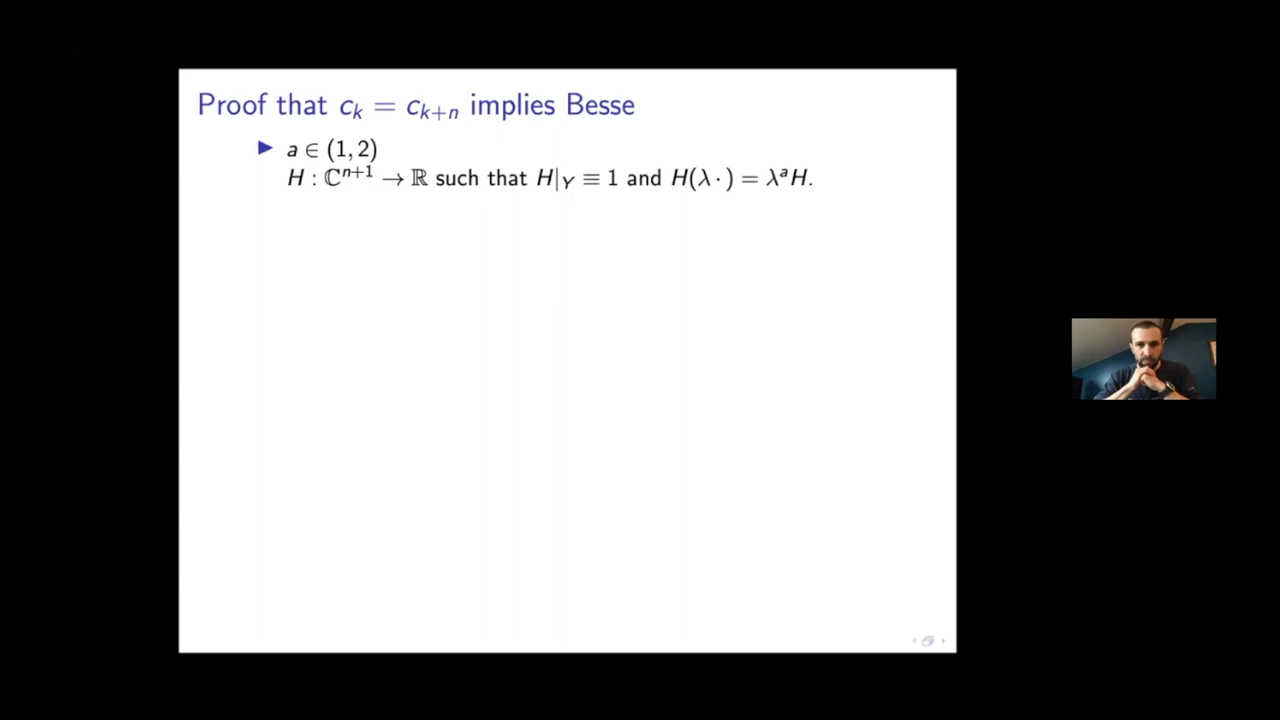 Proof that c_k = c_{k+n} implies Besse
▶ a ∈ (1, 2)
H : ℂ^{n+1} → ℝ such that H|_Y ≡ 1 and H(λ · ) = λ^a H.